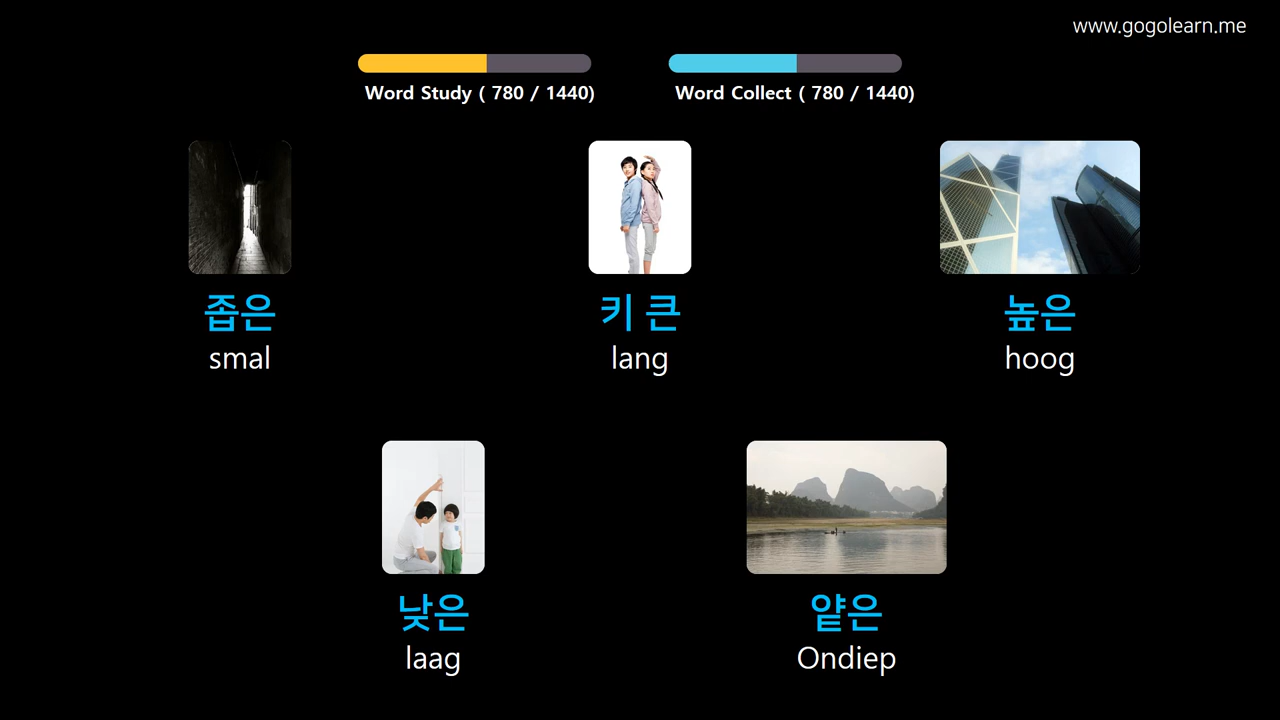 www.gogolearn.me
Word Study ( 780 / 1440)
Word Collect ( 780 / 1440)
좁은
smal
키 큰
lang
높은
hoog
낮은
laag
얕은
Ondiep